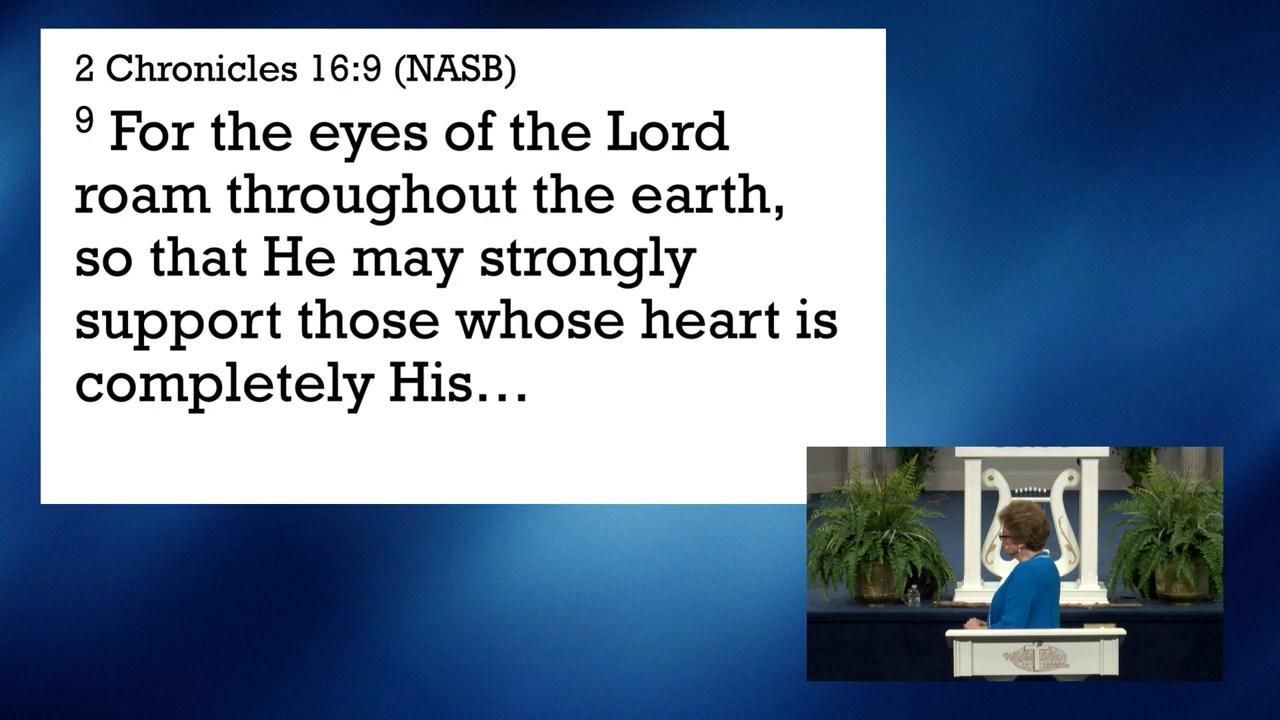 2 Chronicles 16:9 (NASB)
9 For the eyes of the Lord
roam throughout the earth,
so that He may strongly
support those whose heart is
completely His…